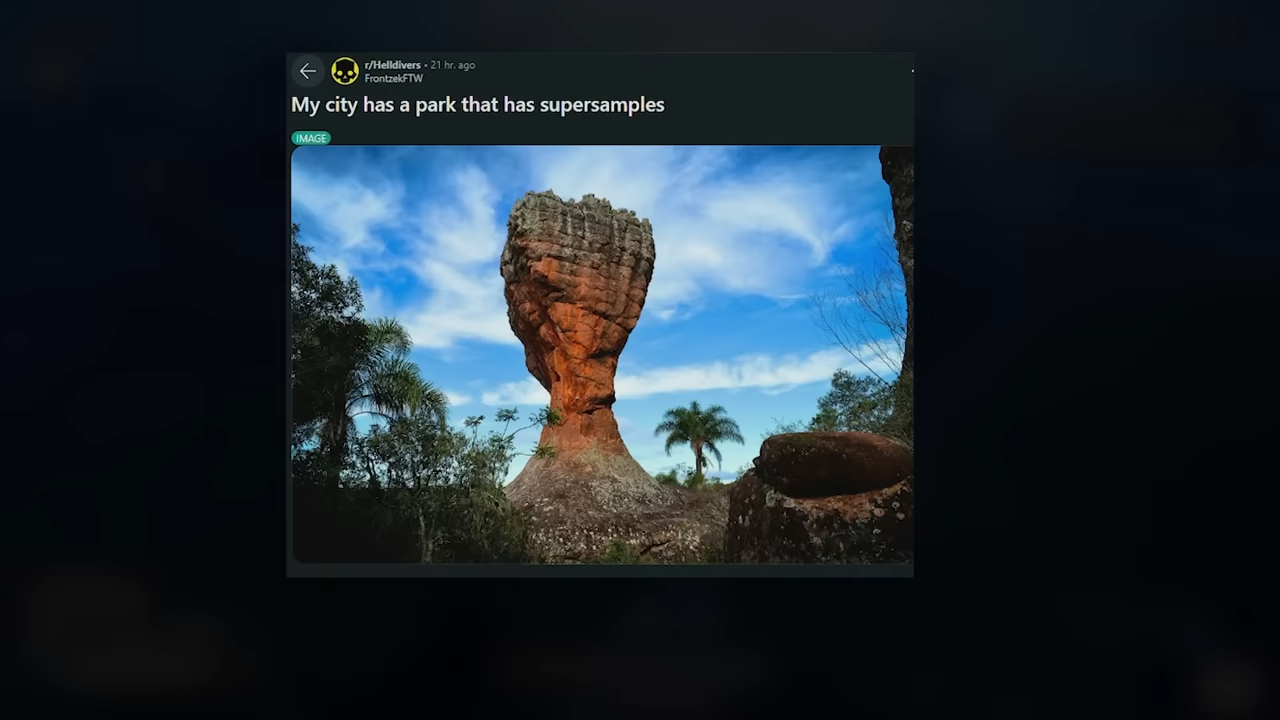 r/Helldivers • 21 hr. ago
FrontzekFTW
My city has a park that has supersamples
IMAGE